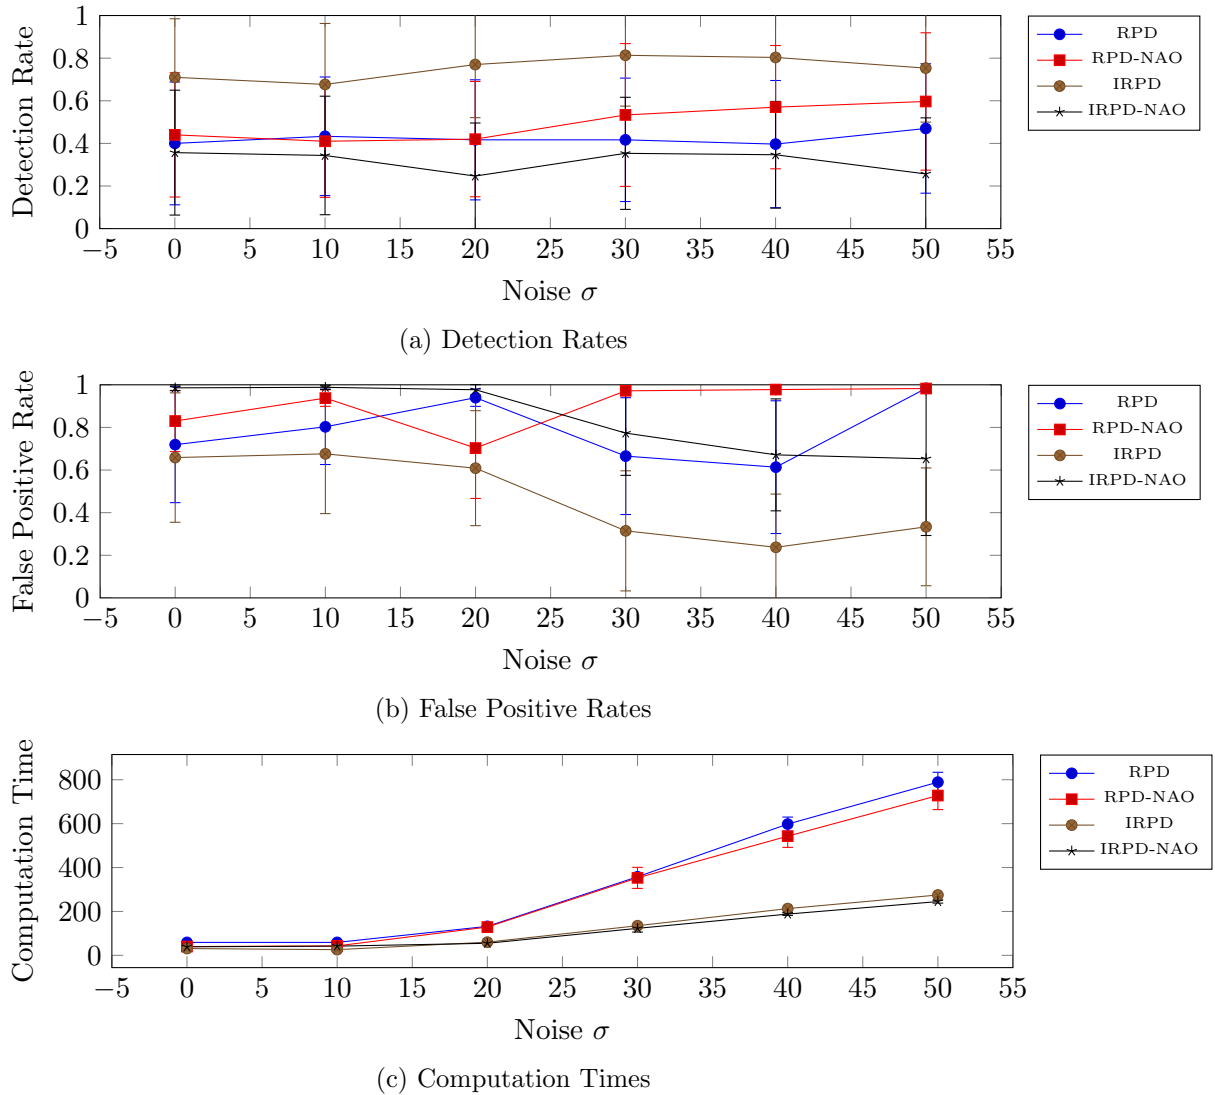 1
0.8
0.6
0.4
0.2
0
Detection Rate
−5 0 5 10 15 20 25 30 35 40 45 50 55
Noise σ
RPD
RPD-NAO
IRPD
IRPD-NAO
(a) Detection Rates
1
0.8
0.6
0.4
0.2
0
False Positive Rate
−5 0 5 10 15 20 25 30 35 40 45 50 55
Noise σ
RPD
RPD-NAO
IRPD
IRPD-NAO
(b) False Positive Rates
800
600
400
200
0
Computation Time
−5 0 5 10 15 20 25 30 35 40 45 50 55
Noise σ
RPD
RPD-NAO
IRPD
IRPD-NAO
(c) Computation Times